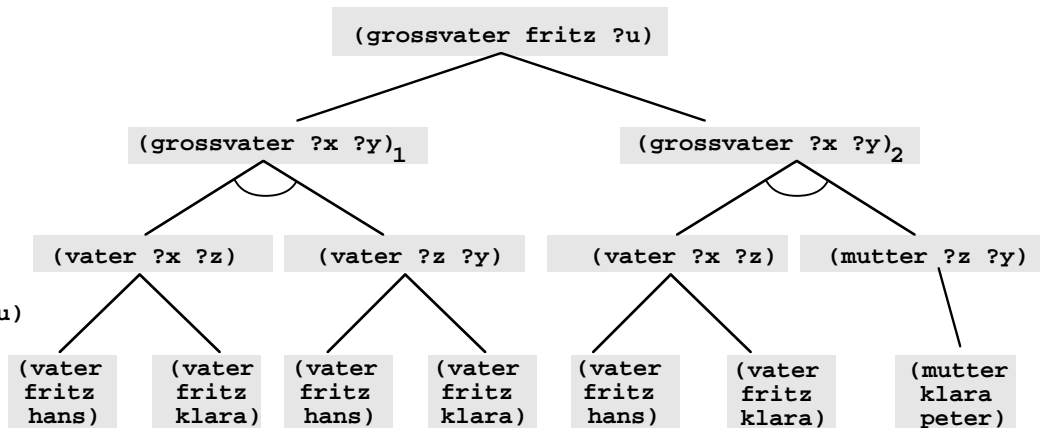 (grossvater fritz ?u)
(grossvater ?x ?y)1
(grossvater ?x ?y)2
(vater ?x ?z)
(vater ?z ?y)
(vater ?x ?z)
(mutter ?z ?y)
u)
(vater
fritz
hans)
(vater
fritz
klara)
(vater
fritz
hans)
(vater
fritz
klara)
(vater
fritz
hans)
(vater
fritz
klara)
(mutter
klara
peter)